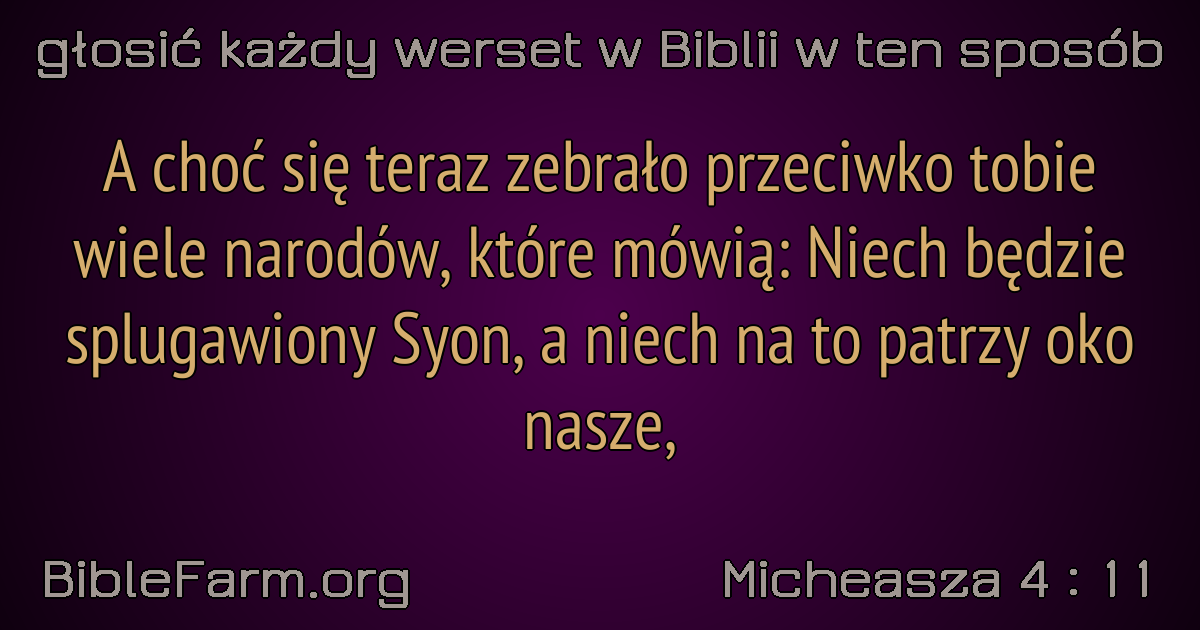 głosić każdy werset w Biblii w ten sposób
A choć się teraz zebrało przeciwko tobie
wiele narodów, które mówią: Niech będzie
splugawiony Syon, a niech na to patrzy oko
nasze,
BibleFarm.org
Micheasza 4 : 11